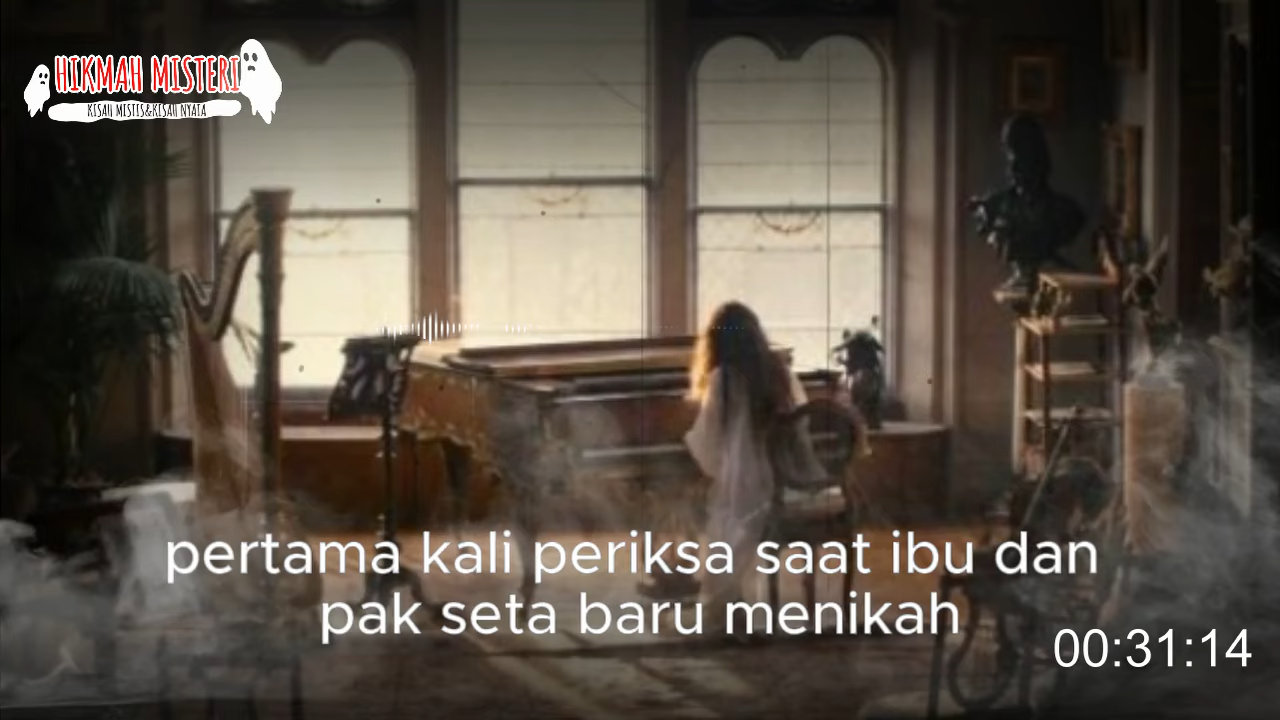 HIKMAH MISTERI
KISAH MISTIS&KISAH NYATA
pertama kali periksa saat ibu dan
pak seta baru menikah
00:31:14